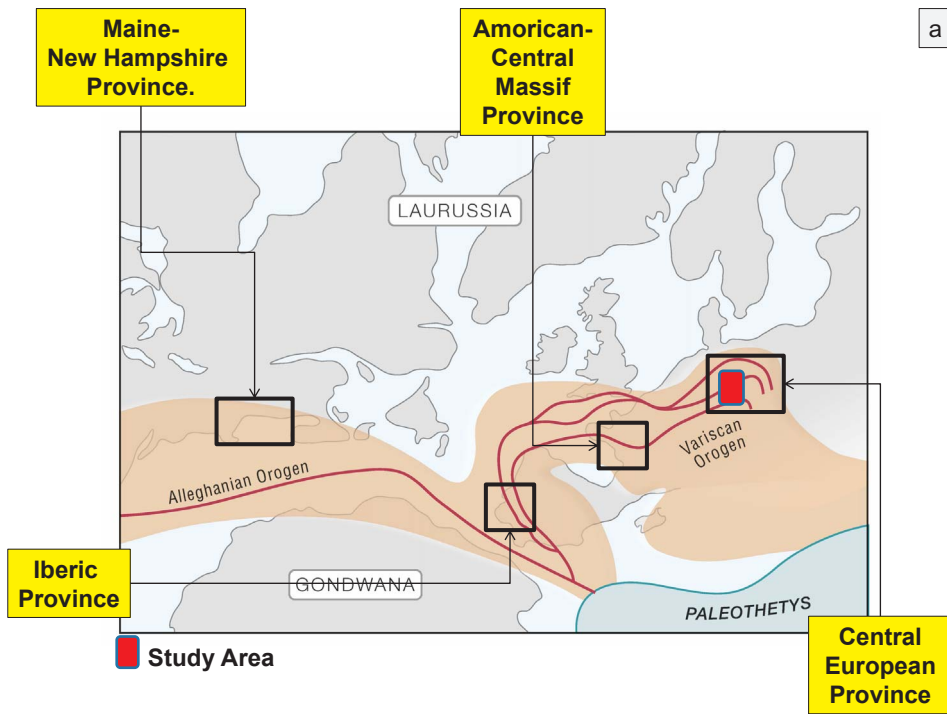 Maine-
New Hampshire
Province.
Amorican-
Central
Massif
Province
a
LAURUSSIA
Variscan
Orogen
Alleghanian Orogen
Iberic
Province
GONDWANA
PALEOTHETYS
Study Area
Central
European
Province